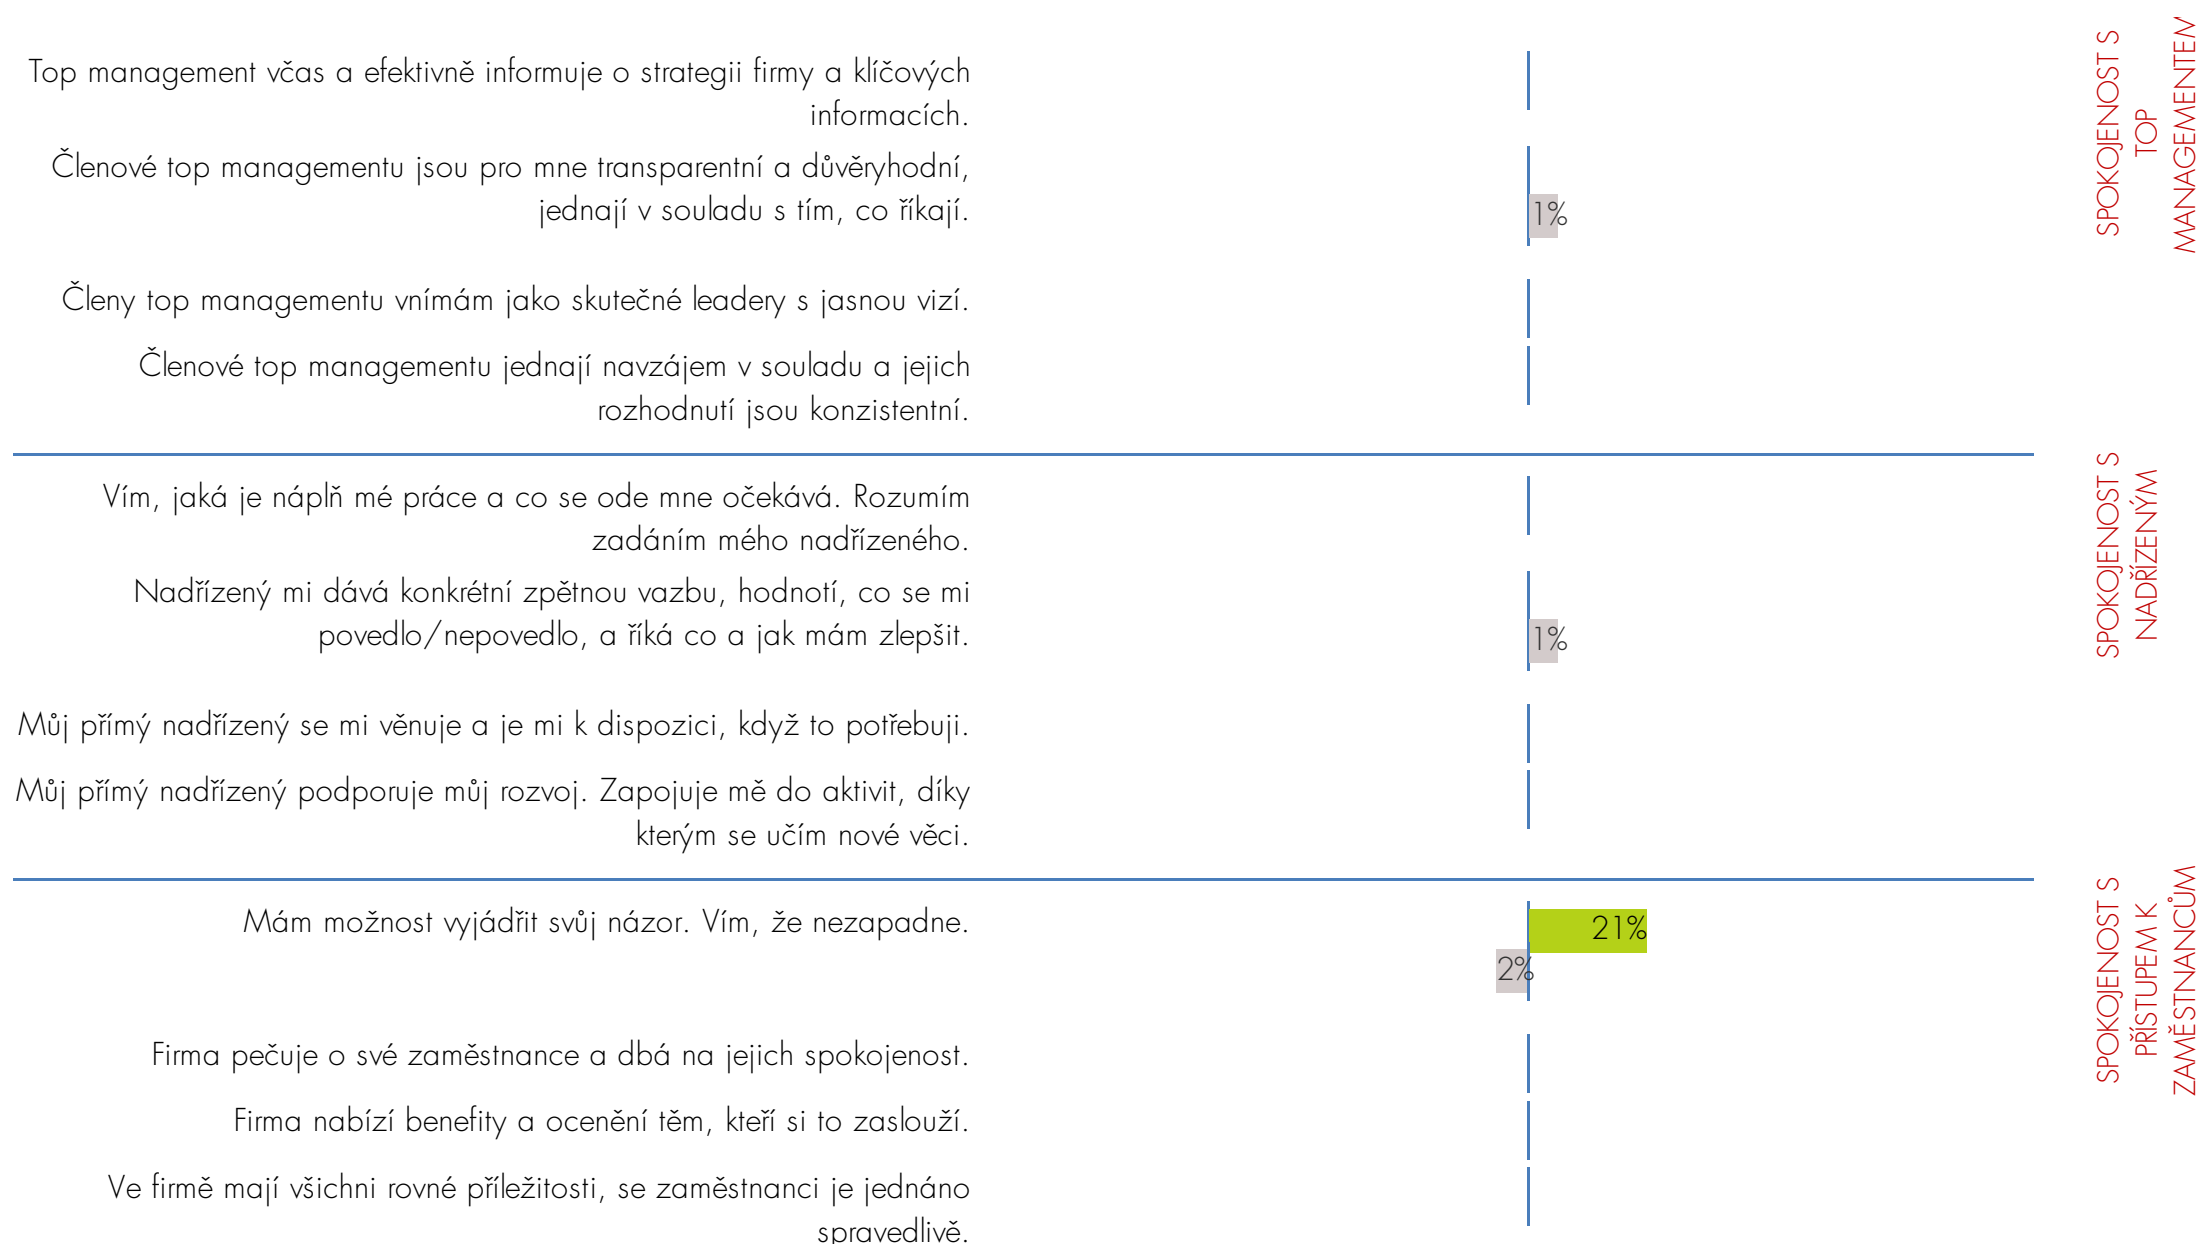 Top management včas a efektivně informuje o strategii firmy a klíčových
informacích.
Členové top managementu jsou pro mne transparentní a důvěryhodní,
jednají v souladu s tím, co říkají.
1%
Členy top managementu vnímám jako skutečné leadery s jasnou vizí.
Členové top managementu jednají navzájem v souladu a jejich
rozhodnutí jsou konzistentní.
SPOKOJENOST S
TOP
MANAGEMENTEM
Vím, jaká je náplň mé práce a co se ode mne očekává. Rozumím
zadáním mého nadřízeného.
Nadřízený mi dává konkrétní zpětnou vazbu, hodnotí, co se mi
povedlo/nepovedlo, a říká co a jak mám zlepšit.
1%
Můj přímý nadřízený se mi věnuje a je mi k dispozici, když to potřebuji.
Můj přímý nadřízený podporuje můj rozvoj. Zapojuje mě do aktivit, díky
kterým se učím nové věci.
SPOKOJENOST S
NADŘÍZENÝM
Mám možnost vyjádřit svůj názor. Vím, že nezapadne.
21%
2%
Firma pečuje o své zaměstnance a dbá na jejich spokojenost.
Firma nabízí benefity a ocenění těm, kteří si to zaslouží.
Ve firmě mají všichni rovné příležitosti, se zaměstnanci je jednáno
spravedlivě.
SPOKOJENOST S
PŘÍSTUPEM K
ZAMĚSTNANCŮM